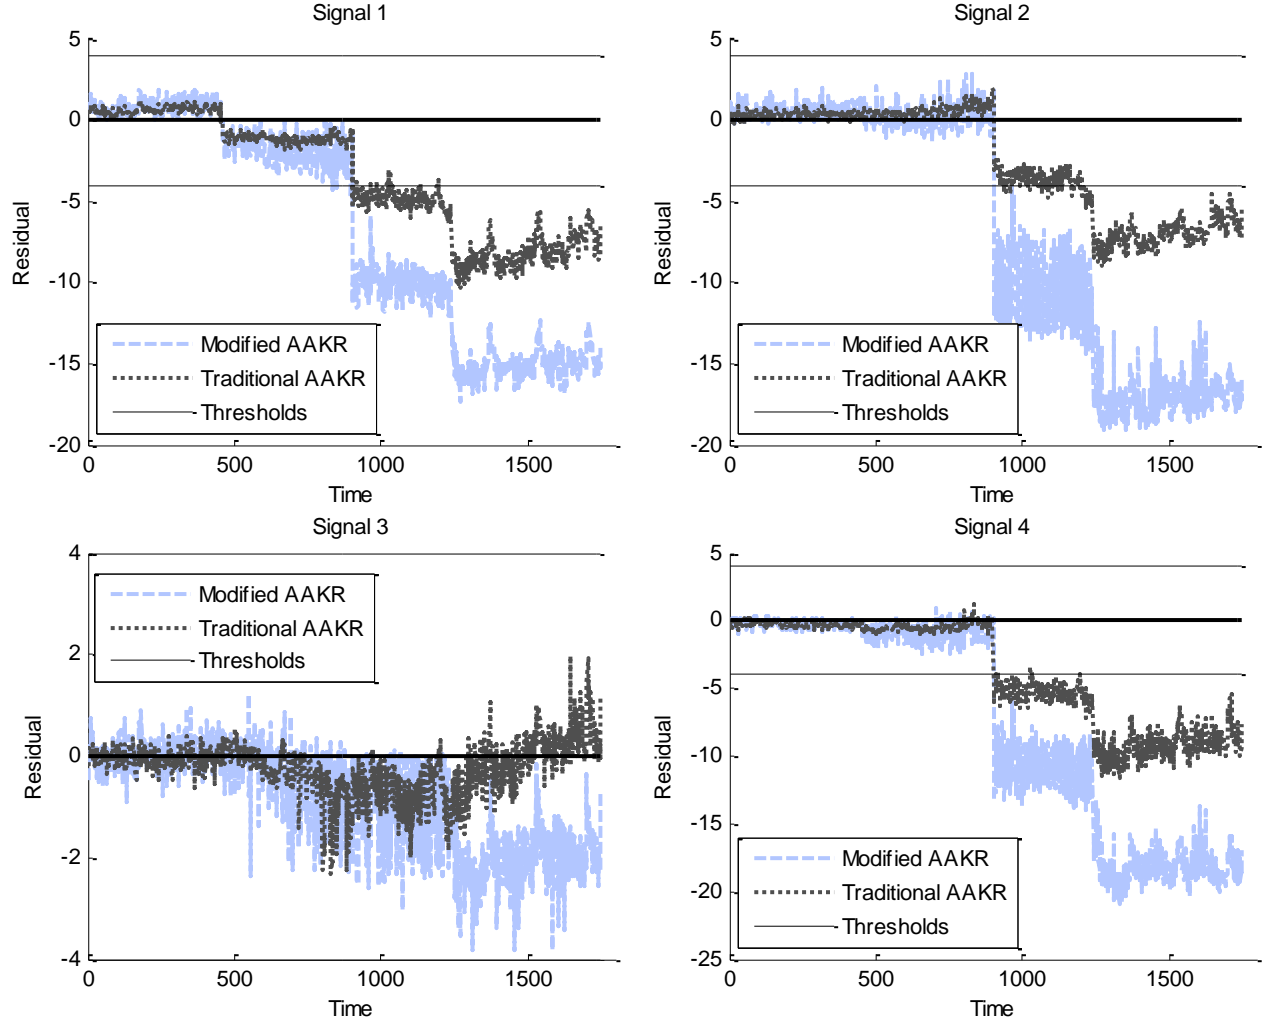 Signal 1
5
0
-5
-10
-15
-20
Residual
Modified AAKR
Traditional AAKR
Thresholds
0 500 1000 1500
Time
Signal 2
5
0
-5
-10
-15
-20
Residual
Modified AAKR
Traditional AAKR
Thresholds
0 500 1000 1500
Time
Signal 3
4
2
0
-2
-4
Residual
Modified AAKR
Traditional AAKR
Thresholds
0 500 1000 1500
Time
Signal 4
5
0
-5
-10
-15
-20
-25
Residual
Modified AAKR
Traditional AAKR
Thresholds
0 500 1000 1500
Time